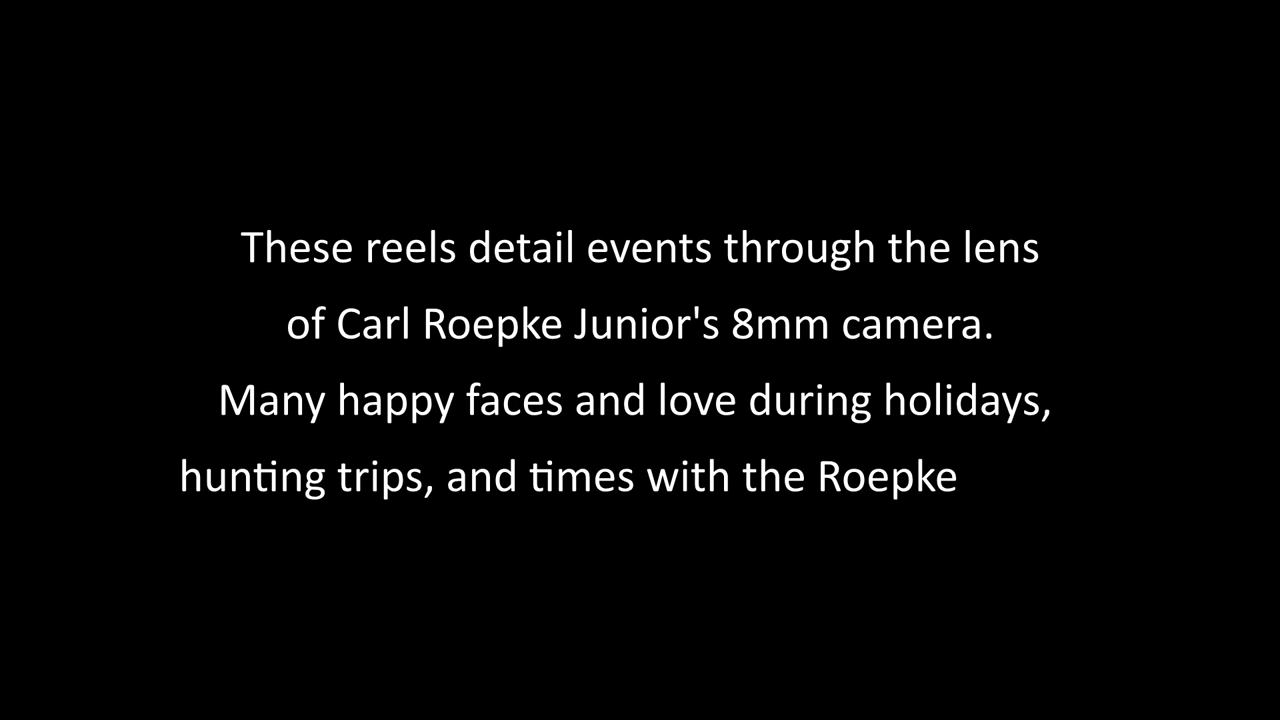 These reels detail events through the lens
of Carl Roepke Junior's 8mm camera.
Many happy faces and love during holidays,
hunting trips, and times with the Roepke